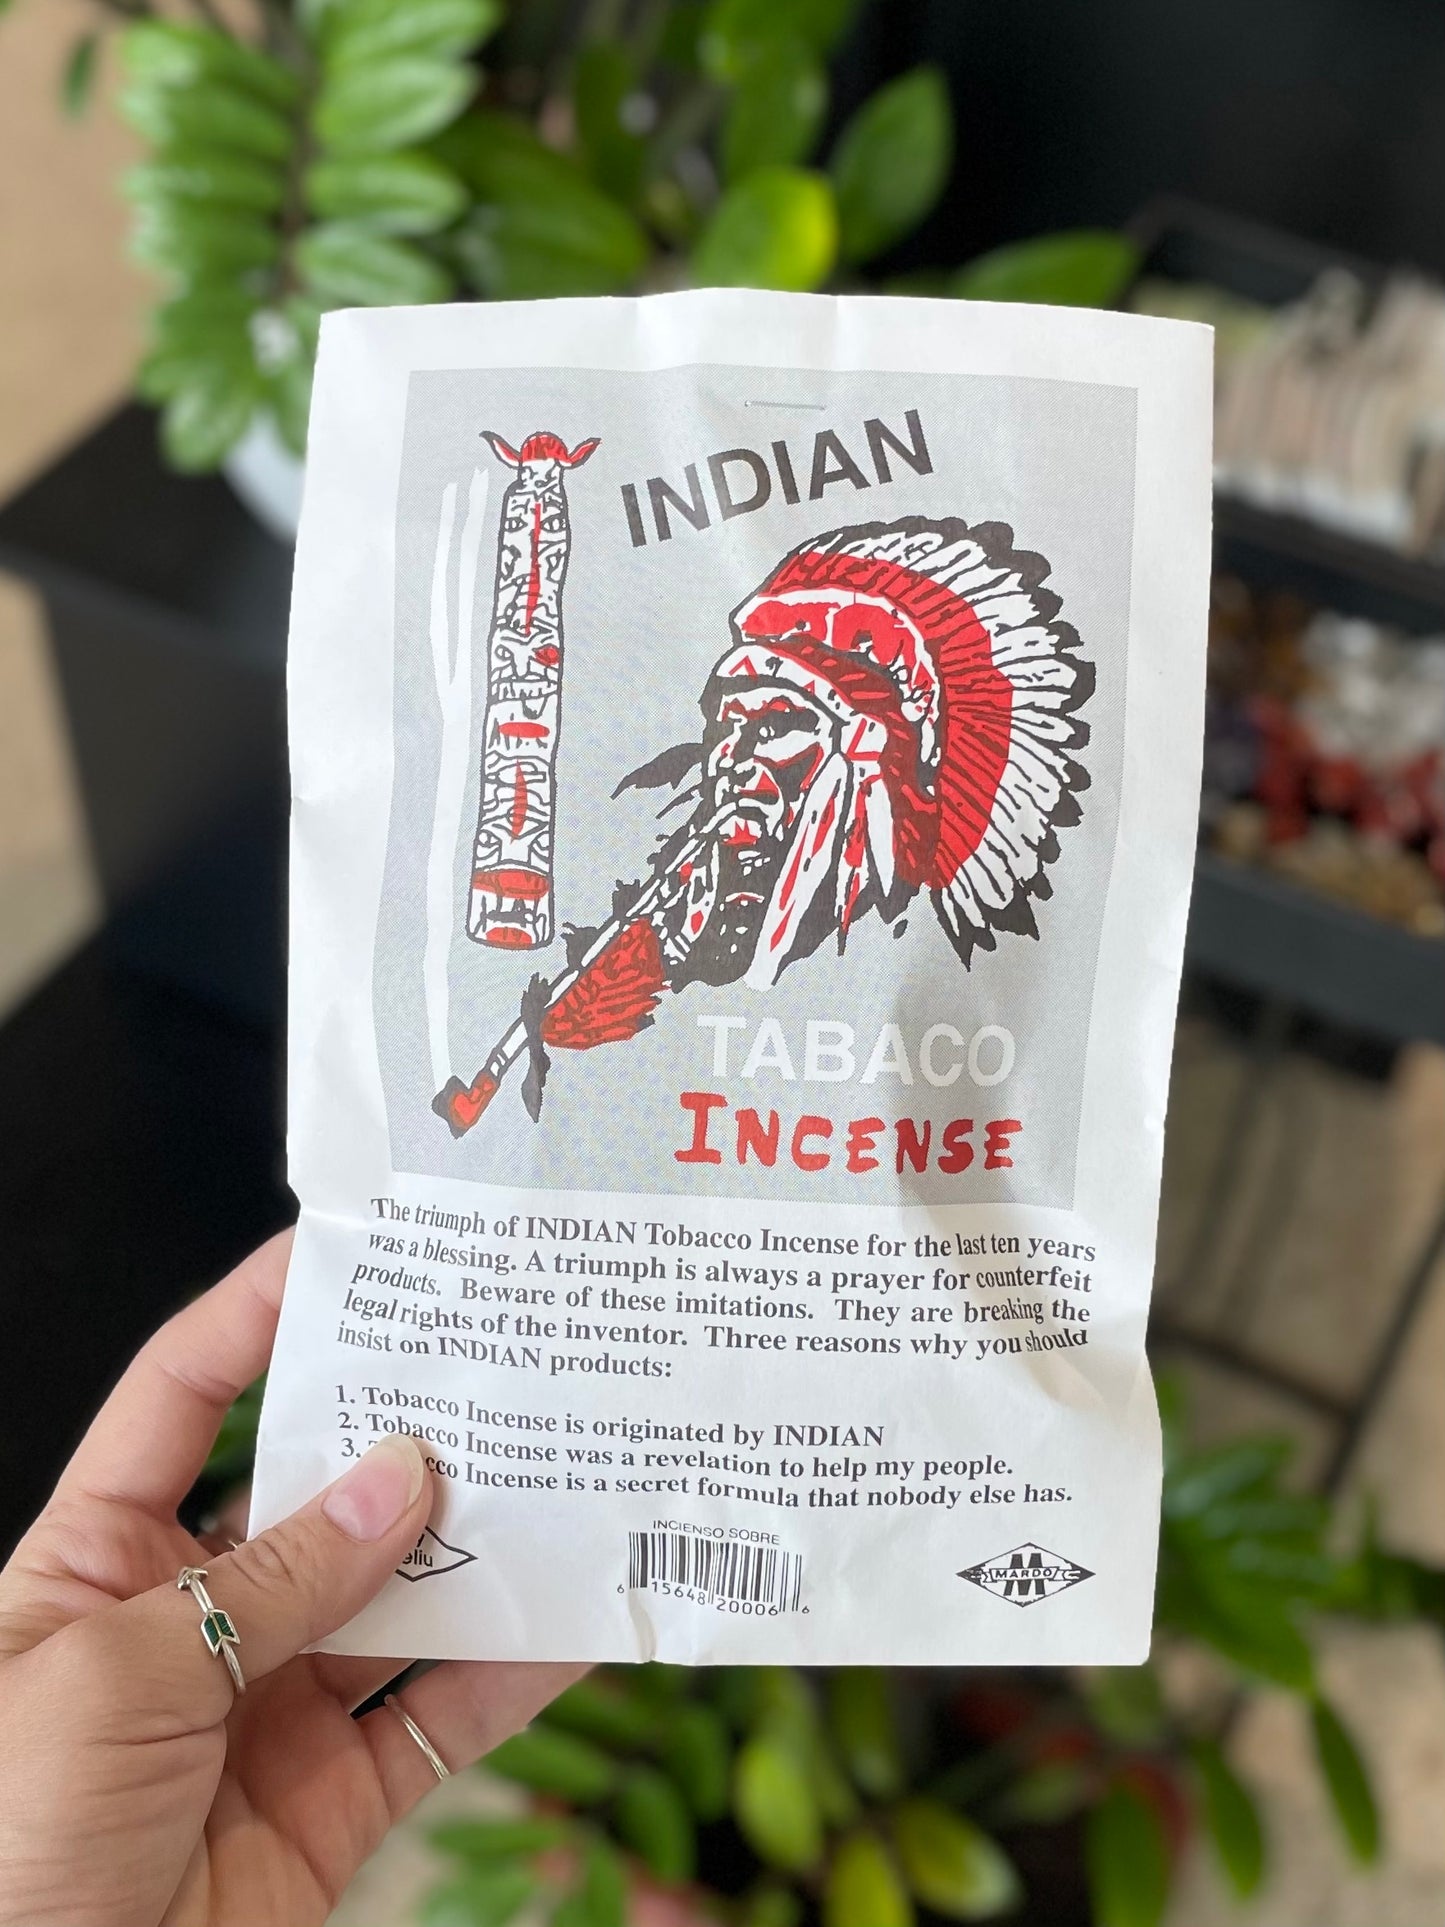 INDIAN
TABACO
INCENSE
The triumph of INDIAN Tobacco Incense for the last ten years
was a blessing. A triumph is always a prayer for counterfeit
products. Beware of these imitations. They are breaking the
legal rights of the inventor. Three reasons why you should
insist on INDIAN products:
1. Tobacco Incense is originated by INDIAN
2. Tobacco Incense was a revelation to help my people.
3. Incense is a secret formula that nobody else has.
INCIENSO SOBRE
6 15648 20006 6
MARDO